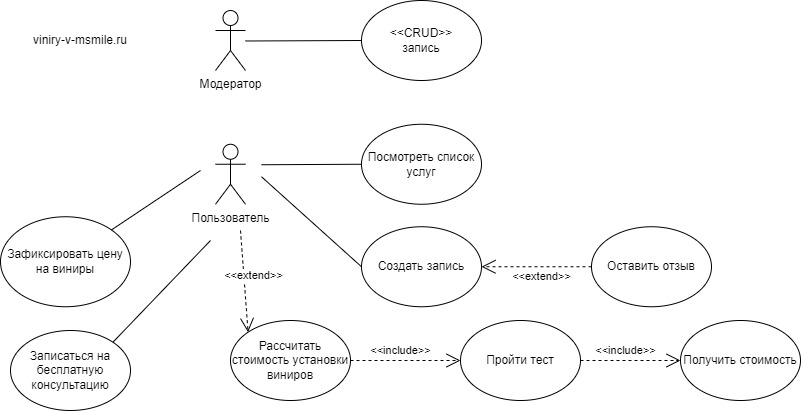 viniry-v-msmile.ru
<<CRUD>>
запись
Модератор
Посмотреть список
услуг
Пользователь
Зафиксировать цену
на виниры
Создать запись
<<extend>>
Оставить отзыв
<<extend>>
Записаться на
бесплатную
консультацию
Рассчитать
стоимость установки
виниров
<<include>>
Пройти тест
<<include>>
Получить стоимость